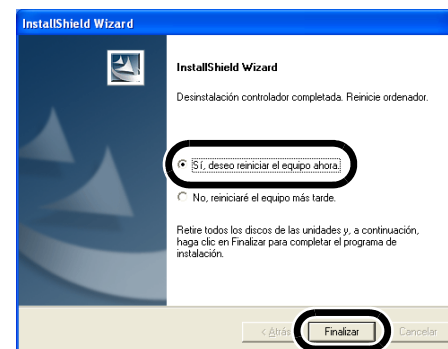 InstallShield Wizard
InstallShield Wizard
Desinstalación controlador completada. Reinicie ordenador.
Sí, deseo reiniciar el equipo ahora.
No, reiniciaré el equipo más tarde.
Retire todos los discos de las unidades y, a continuación,
haga clic en Finalizar para completar el programa de
instalación.
< Atrás Finalizar Cancelar